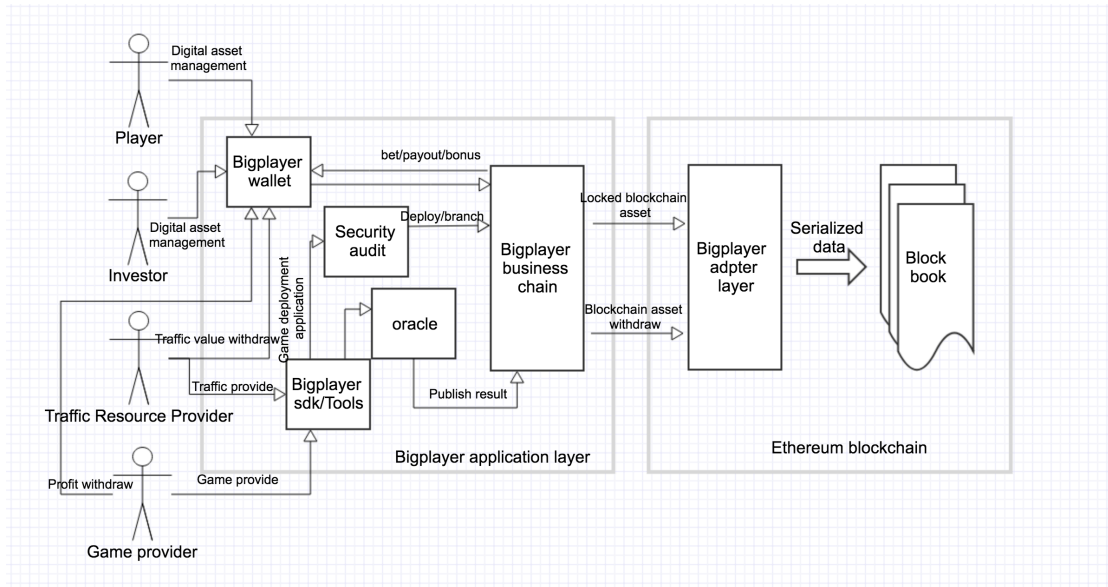 Digital asset
management
Player
Bigplayer
wallet
bet/payout/bonus
Digital asset
management
Investor
Security
audit
Deploy/branch
Bigplayer
business
chain
Locked blockchain
asset
Bigplayer
adpter
layer
Serialized
data
Block
book
Game deployment
application
oracle
Blockchain asset
withdraw
Traffic value withdraw
Traffic provide
Bigplayer
sdk/Tools
Publish result
Traffic Resource Provider
Bigplayer application layer
Ethereum blockchain
Profit withdraw
Game provide
Game provider